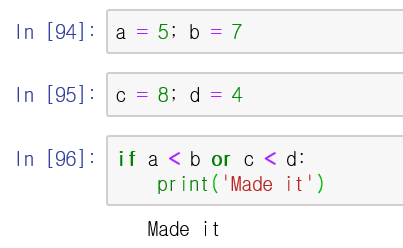 In [94]: a = 5; b = 7
In [95]: c = 8; d = 4
In [96]: if a < b or c < d:
    print('Made it')
Made it